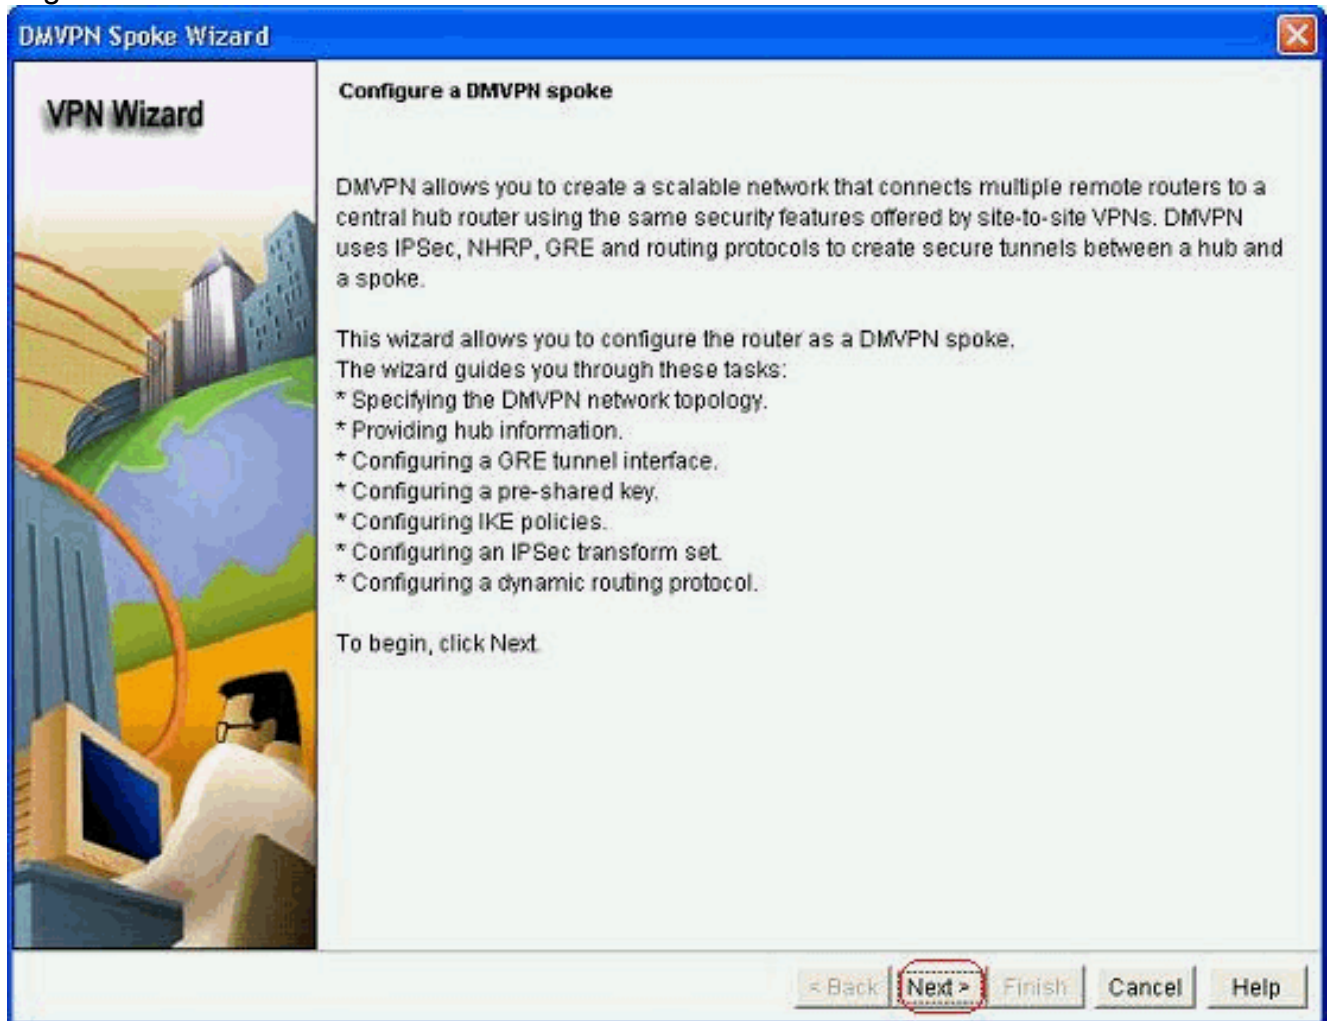 DMVPN Spoke Wizard
VPN Wizard
Configure a DMVPN spoke
DMVPN allows you to create a scalable network that connects multiple remote routers to a
central hub router using the same security features offered by site-to-site VPNs. DMVPN
uses IPSec, NHRP, GRE and routing protocols to create secure tunnels between a hub and
a spoke.
This wizard allows you to configure the router as a DMVPN spoke.
The wizard guides you through these tasks:
* Specifying the DMVPN network topology.
* Providing hub information.
* Configuring a GRE tunnel interface.
* Configuring a pre-shared key.
* Configuring IKE policies.
* Configuring an IPSec transform set.
* Configuring a dynamic routing protocol.
To begin, click Next.
< Back Next > Finish Cancel Help